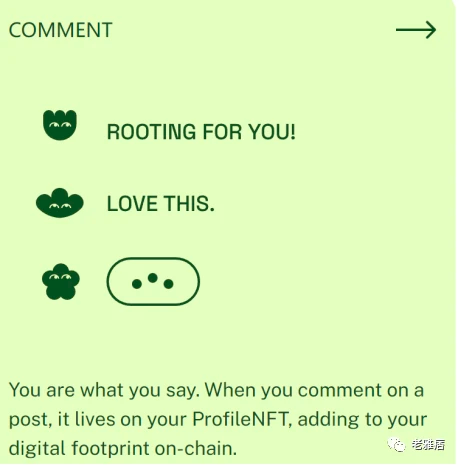 COMMENT
ROOTING FOR YOU!
LOVE THIS.
You are what you say. When you comment on a
post, it lives on your ProfileNFT, adding to your
digital footprint on-chain.
老雅痞